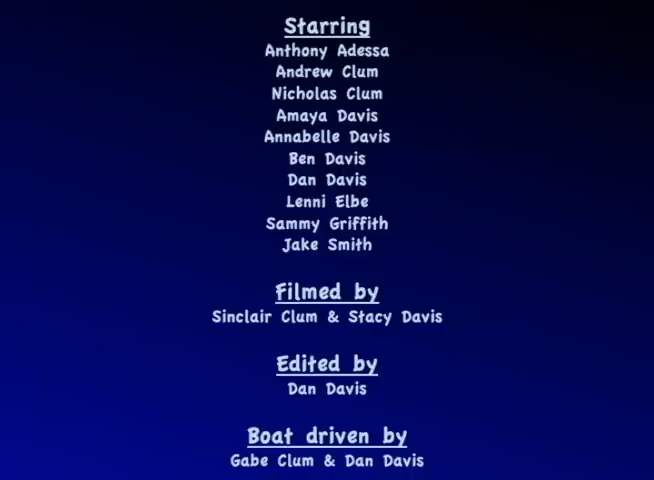 Starring
Anthony Adessa
Andrew Clum
Nicholas Clum
Amaya Davis
Annabelle Davis
Ben Davis
Dan Davis
Lenni Elbe
Sammy Griffith
Jake Smith
Filmed by
Sinclair Clum & Stacy Davis
Edited by
Dan Davis
Boat driven by
Gabe Clum & Dan Davis